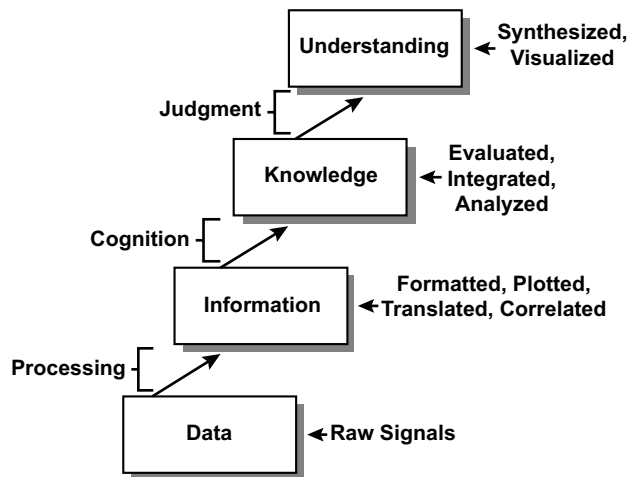 Understanding
Synthesized,
Visualized
Judgment
Knowledge
Evaluated,
Integrated,
Analyzed
Cognition
Information
Formatted, Plotted,
Translated, Correlated
Processing
Data
Raw Signals